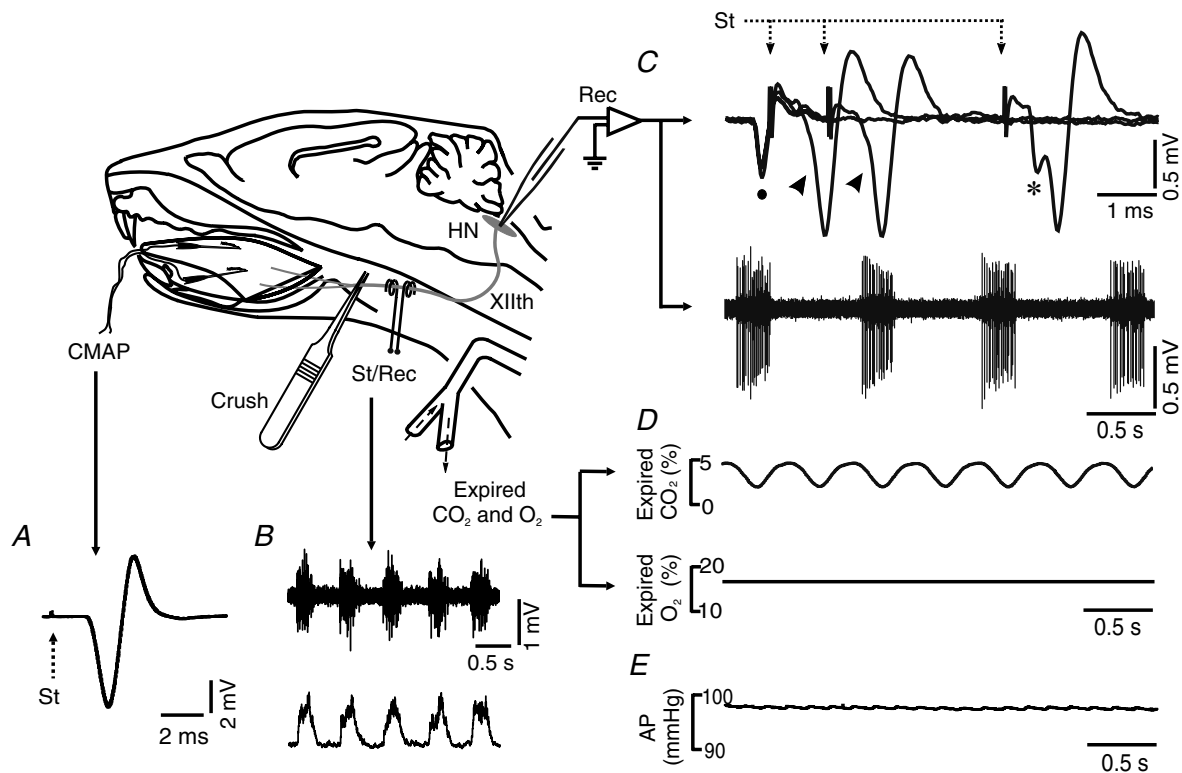 St
C
Rec
0.5 mV
1 ms
*
HN
XIIth
CMAP
St/Rec
Crush
0.5 mV
0.5 s
D
Expired
CO₂ and O₂
Expired
CO₂ (%)
5
0
Expired
O₂ (%)
20
10
0.5 s
A
St
2 mV
2 ms
B
1 mV
0.5 s
E
AP
(mmHg)
100
90
0.5 s